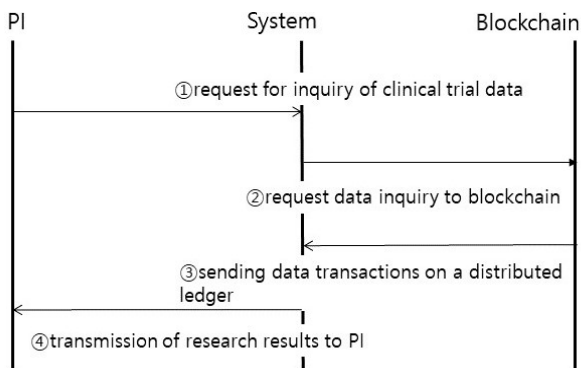 PI
System
Blockchain
①request for inquiry of clinical trial data
②request data inquiry to blockchain
③sending data transactions on a distributed
ledger
④transmission of research results to PI